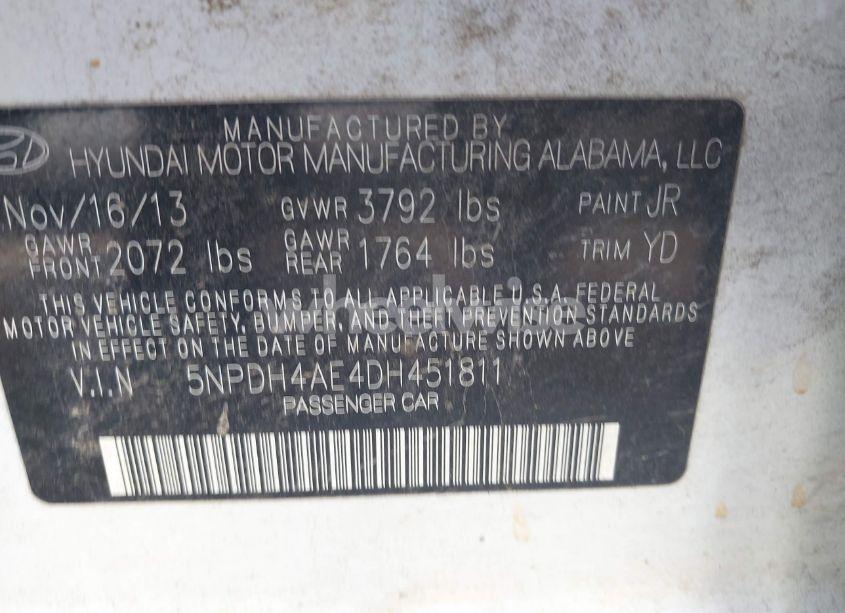 MANUFACTURED BY
HYUNDAI MOTOR MANUFACTURING ALABAMA, LLC
Nov/16/13 GVWR 3792 lbs PAINT JR
GAWR FRONT 2072 lbs GAWR REAR 1764 lbs TRIM YD
THIS VEHICLE CONFORMS TO ALL APPLICABLE U.S.A. FEDERAL
MOTOR VEHICLE SAFETY, BUMPER, AND THEFT PREVENTION STANDARDS
IN EFFECT ON THE DATE OF MANUFACTURE SHOWN ABOVE
V.I.N 5NPDH4AE4DH451811
PASSENGER CAR
wheelwise